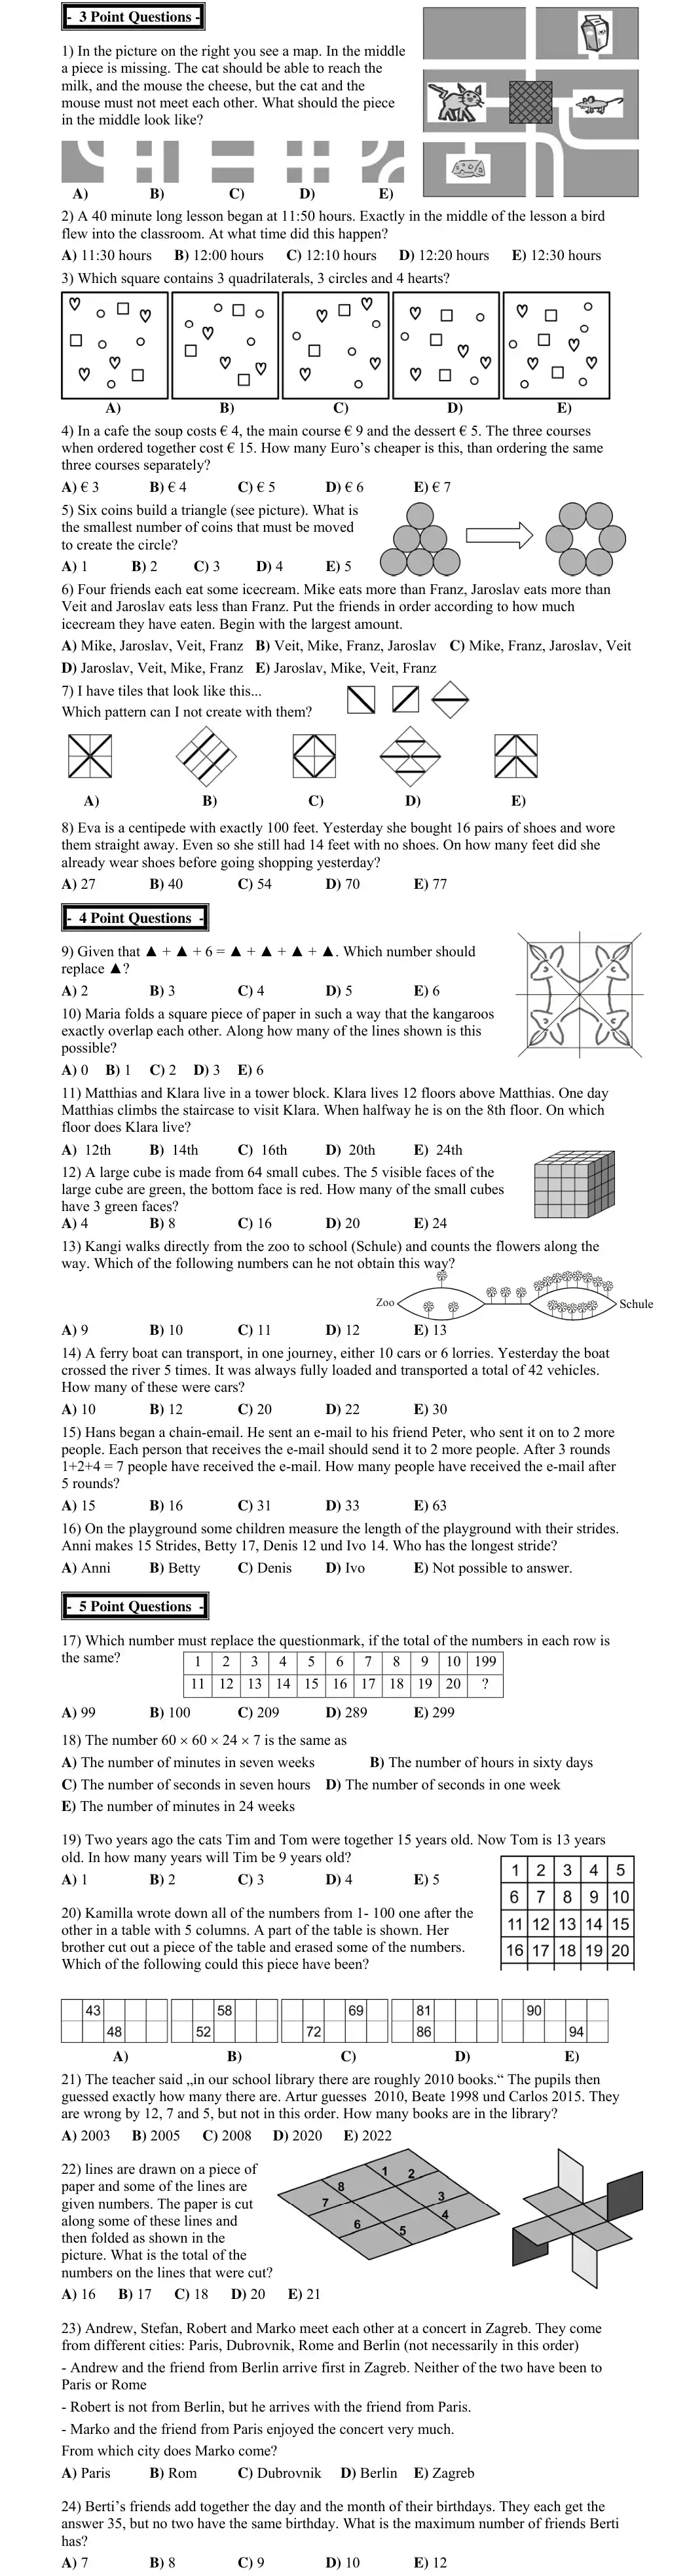 - 3 Point Questions -
1) In the picture on the right you see a map. In the middle
a piece is missing. The cat should be able to reach the
milk, and the mouse the cheese, but the cat and the
mouse must not meet each other. What should the piece
in the middle look like?
A) B) C) D) E)
2) A 40 minute long lesson began at 11:50 hours. Exactly in the middle of the lesson a bird
flew into the classroom. At what time did this happen?
A) 11:30 hours B) 12:00 hours C) 12:10 hours D) 12:20 hours E) 12:30 hours
3) Which square contains 3 quadrilaterals, 3 circles and 4 hearts?
A) B) C) D) E)
4) In a cafe the soup costs € 4, the main course € 9 and the dessert € 5. The three courses
when ordered together cost € 15. How many Euro’s cheaper is this, than ordering the same
three courses separately?
A) € 3 B) € 4 C) € 5 D) € 6 E) € 7
5) Six coins build a triangle (see picture). What is
the smallest number of coins that must be moved
to create the circle?
A) 1 B) 2 C) 3 D) 4 E) 5
6) Four friends each eat some icecream. Mike eats more than Franz, Jaroslav eats more than
Veit and Jaroslav eats less than Franz. Put the friends in order according to how much
icecream they have eaten. Begin with the largest amount.
A) Mike, Jaroslav, Veit, Franz B) Veit, Mike, Franz, Jaroslav C) Mike, Franz, Jaroslav, Veit
D) Jaroslav, Veit, Mike, Franz E) Jaroslav, Mike, Veit, Franz
7) I have tiles that look like this...
Which pattern can I not create with them?
A) B) C) D) E)
8) Eva is a centipede with exactly 100 feet. Yesterday she bought 16 pairs of shoes and wore
them straight away. Even so she still had 14 feet with no shoes. On how many feet did she
already wear shoes before going shopping yesterday?
A) 27 B) 40 C) 54 D) 70 E) 77
- 4 Point Questions -
9) Given that ▲ + ▲ + 6 = ▲ + ▲ + ▲ + ▲. Which number should
replace ▲?
A) 2 B) 3 C) 4 D) 5 E) 6
10) Maria folds a square piece of paper in such a way that the kangaroos
exactly overlap each other. Along how many of the lines shown is this
possible?
A) 0 B) 1 C) 2 D) 3 E) 6
11) Matthias and Klara live in a tower block. Klara lives 12 floors above Matthias. One day
Matthias climbs the staircase to visit Klara. When halfway he is on the 8th floor. On which
floor does Klara live?
A) 12th B) 14th C) 16th D) 20th E) 24th
12) A large cube is made from 64 small cubes. The 5 visible faces of the
large cube are green, the bottom face is red. How many of the small cubes
have 3 green faces?
A) 4 B) 8 C) 16 D) 20 E) 24
13) Kangi walks directly from the zoo to school (Schule) and counts the flowers along the
way. Which of the following numbers can he not obtain this way?
Zoo Schule
A) 9 B) 10 C) 11 D) 12 E) 13
14) A ferry boat can transport, in one journey, either 10 cars or 6 lorries. Yesterday the boat
crossed the river 5 times. It was always fully loaded and transported a total of 42 vehicles.
How many of these were cars?
A) 10 B) 12 C) 20 D) 22 E) 30
15) Hans began a chain-email. He sent an e-mail to his friend Peter, who sent it on to 2 more
people. Each person that receives the e-mail should send it to 2 more people. After 3 rounds
1+2+4 = 7 people have received the e-mail. How many people have received the e-mail after
5 rounds?
A) 15 B) 16 C) 31 D) 33 E) 63
16) On the playground some children measure the length of the playground with their strides.
Anni makes 15 Strides, Betty 17, Denis 12 und Ivo 14. Who has the longest stride?
A) Anni B) Betty C) Denis D) Ivo E) Not possible to answer.
- 5 Point Questions -
17) Which number must replace the questionmark, if the total of the numbers in each row is
the same?
1 2 3 4 5 6 7 8 9 10 199
11 12 13 14 15 16 17 18 19 20 ?
A) 99 B) 100 C) 209 D) 289 E) 299
18) The number 60 × 60 × 24 × 7 is the same as
A) The number of minutes in seven weeks B) The number of hours in sixty days
C) The number of seconds in seven hours D) The number of seconds in one week
E) The number of minutes in 24 weeks
19) Two years ago the cats Tim and Tom were together 15 years old. Now Tom is 13 years
old. In how many years will Tim be 9 years old?
A) 1 B) 2 C) 3 D) 4 E) 5
20) Kamilla wrote down all of the numbers from 1- 100 one after the
other in a table with 5 columns. A part of the table is shown. Her
brother cut out a piece of the table and erased some of the numbers.
Which of the following could this piece have been?
1 2 3 4 5
6 7 8 9 10
11 12 13 14 15
16 17 18 19 20
43 58 69 81 90
48 52 72 86 94
A) B) C) D) E)
21) The teacher said „in our school library there are roughly 2010 books.“ The pupils then
guessed exactly how many there are. Artur guesses 2010, Beate 1998 und Carlos 2015. They
are wrong by 12, 7 and 5, but not in this order. How many books are in the library?
A) 2003 B) 2005 C) 2008 D) 2020 E) 2022
22) lines are drawn on a piece of
paper and some of the lines are
given numbers. The paper is cut
along some of these lines and
then folded as shown in the
picture. What is the total of the
numbers on the lines that were cut?
1 2
8
7 3
4
6 5
A) 16 B) 17 C) 18 D) 20 E) 21
23) Andrew, Stefan, Robert and Marko meet each other at a concert in Zagreb. They come
from different cities: Paris, Dubrovnik, Rome and Berlin (not necessarily in this order)
- Andrew and the friend from Berlin arrive first in Zagreb. Neither of the two have been to
Paris or Rome
- Robert is not from Berlin, but he arrives with the friend from Paris.
- Marko and the friend from Paris enjoyed the concert very much.
From which city does Marko come?
A) Paris B) Rom C) Dubrovnik D) Berlin E) Zagreb
24) Berti’s friends add together the day and the month of their birthdays. They each get the
answer 35, but no two have the same birthday. What is the maximum number of friends Berti
has?
A) 7 B) 8 C) 9 D) 10 E) 12